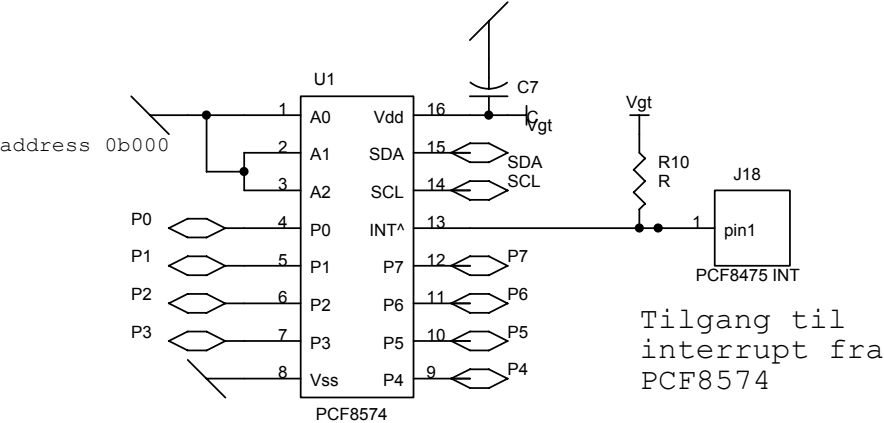 U1
C7
C
Vgt
address 0b000
1 A0 Vdd 16
2 A1 SDA 15 SDA
3 A2 SCL 14 SCL
P0 4 P0 INT^ 13
P1 5 P1 P7 12 P7
P2 6 P2 P6 11 P6
P3 7 P3 P5 10 P5
8 Vss P4 9 P4
PCF8574
Vgt
R10
R
J18
1 pin1
PCF8475 INT
Tilgang til
interrupt fra
PCF8574